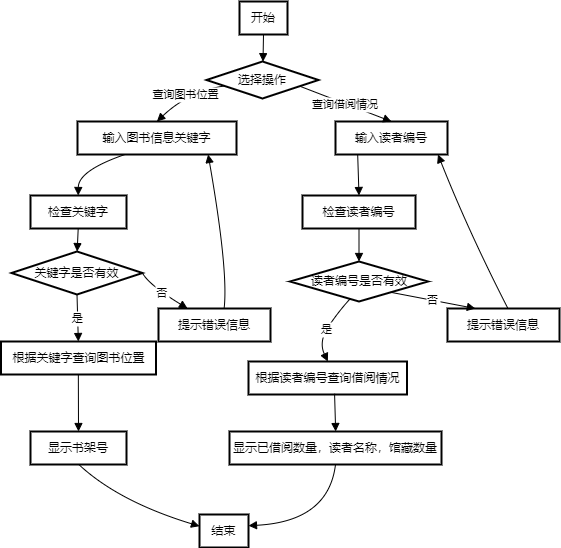 开始
选择操作
查询图书位置
查询借阅情况
输入图书信息关键字
输入读者编号
检查关键字
检查读者编号
关键字是否有效
读者编号是否有效
否
否
是
提示错误信息
提示错误信息
是
根据关键字查询图书位置
根据读者编号查询借阅情况
显示书架号
显示已借阅数量，读者名称，馆藏数量
结束